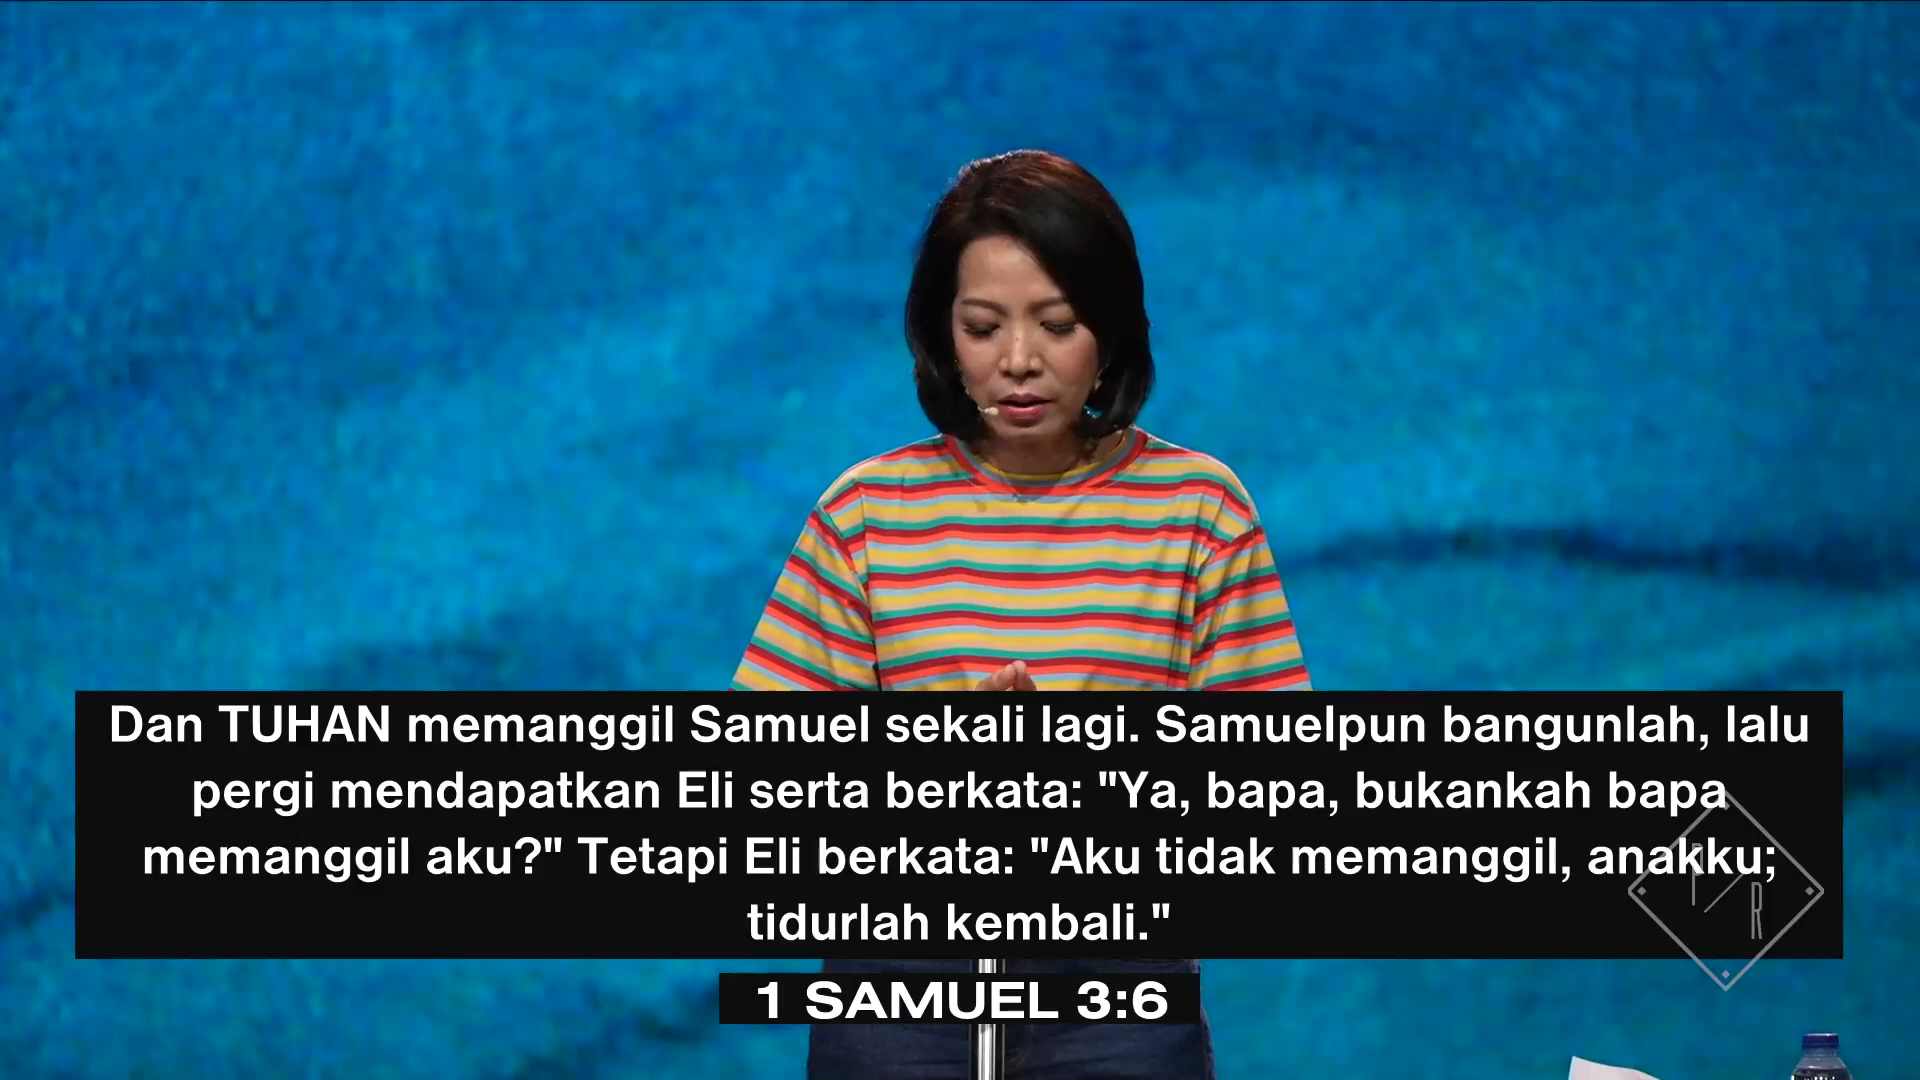 Dan TUHAN memanggil Samuel sekali lagi. Samuelpun bangunlah, lalu
pergi mendapatkan Eli serta berkata: "Ya, bapa, bukankah bapa
memanggil aku?" Tetapi Eli berkata: "Aku tidak memanggil, anakku;
tidurlah kembali."
P/R
1 SAMUEL 3:6